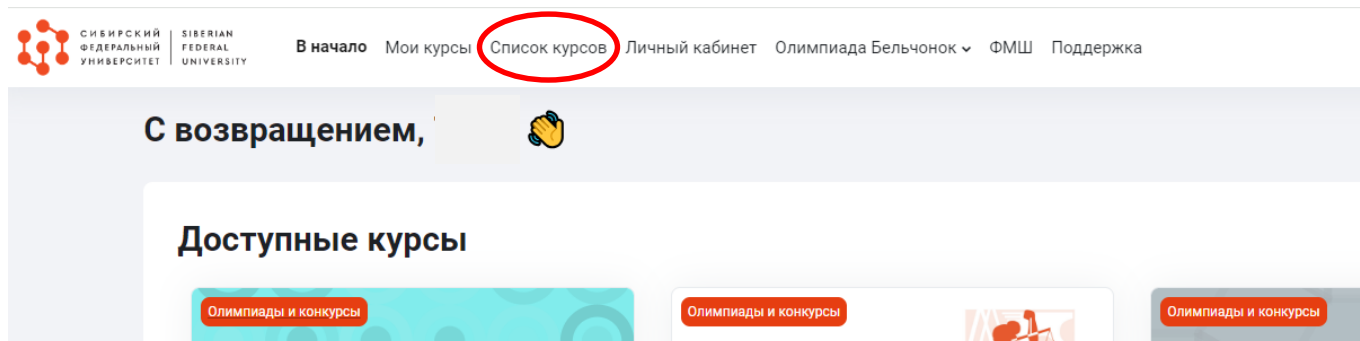 СИБИРСКИЙ
ФЕДЕРАЛЬНЫЙ
УНИВЕРСИТЕТ
SIBERIAN
FEDERAL
UNIVERSITY
В начало Мои курсы Список курсов Личный кабинет Олимпиада Бельчонок ФМШ Поддержка
С возвращением,
Доступные курсы
Олимпиады и конкурсы
Олимпиады и конкурсы
Олимпиады и конкурсы